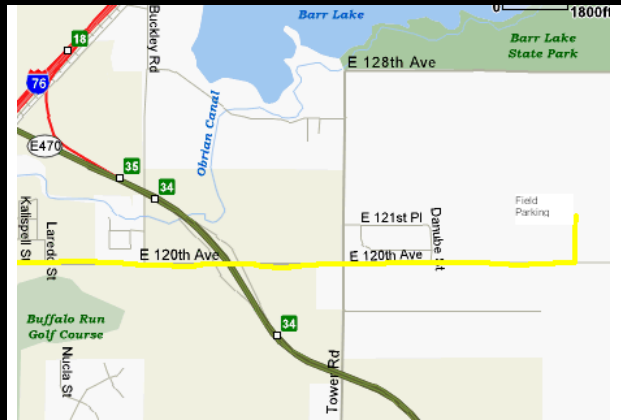 0
1800ft
Barr Lake
Barr Lake
State Park
18
Buckley Rd
E 128th Ave
76
Obrian Canal
E470
35
34
Field
Parking
Kalispell St
Laredo St
E 121st Pl
Danube St
E 120th Ave
E 120th Ave
Buffalo Run
Golf Course
34
Nucla St
Tower Rd